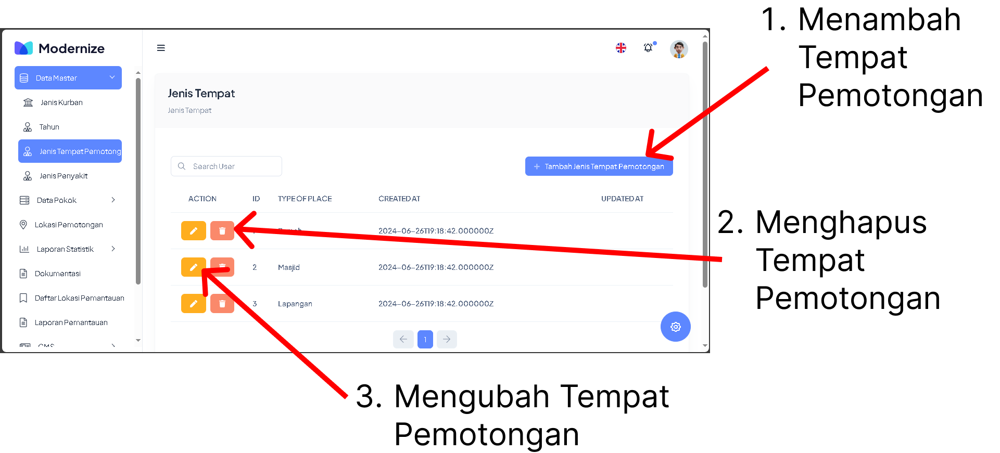 1. Menambah
Tempat
Pemotongan
Modernize
Data Master
Jenis Kurban
Tahun
Jenis Tempat Pemotong
Jenis Penyakit
Data Pokok
Lokasi Pemotongan
Laporan Statistik
Dokumentasi
Daftar Lokasi Pemantauan
Laporan Pemantauan
CMS
Jenis Tempat
Jenis Tempat
Search User
+ Tambah Jenis Tempat Pemotongan
ACTION ID TYPE OF PLACE CREATED AT UPDATED AT
2024-06-26T19:18:42.000000Z
2 Masjid 2024-06-26T19:18:42.000000Z
3 Lapangan 2024-06-26T19:18:42.000000Z
1
2. Menghapus
Tempat
Pemotongan
3. Mengubah Tempat
Pemotongan